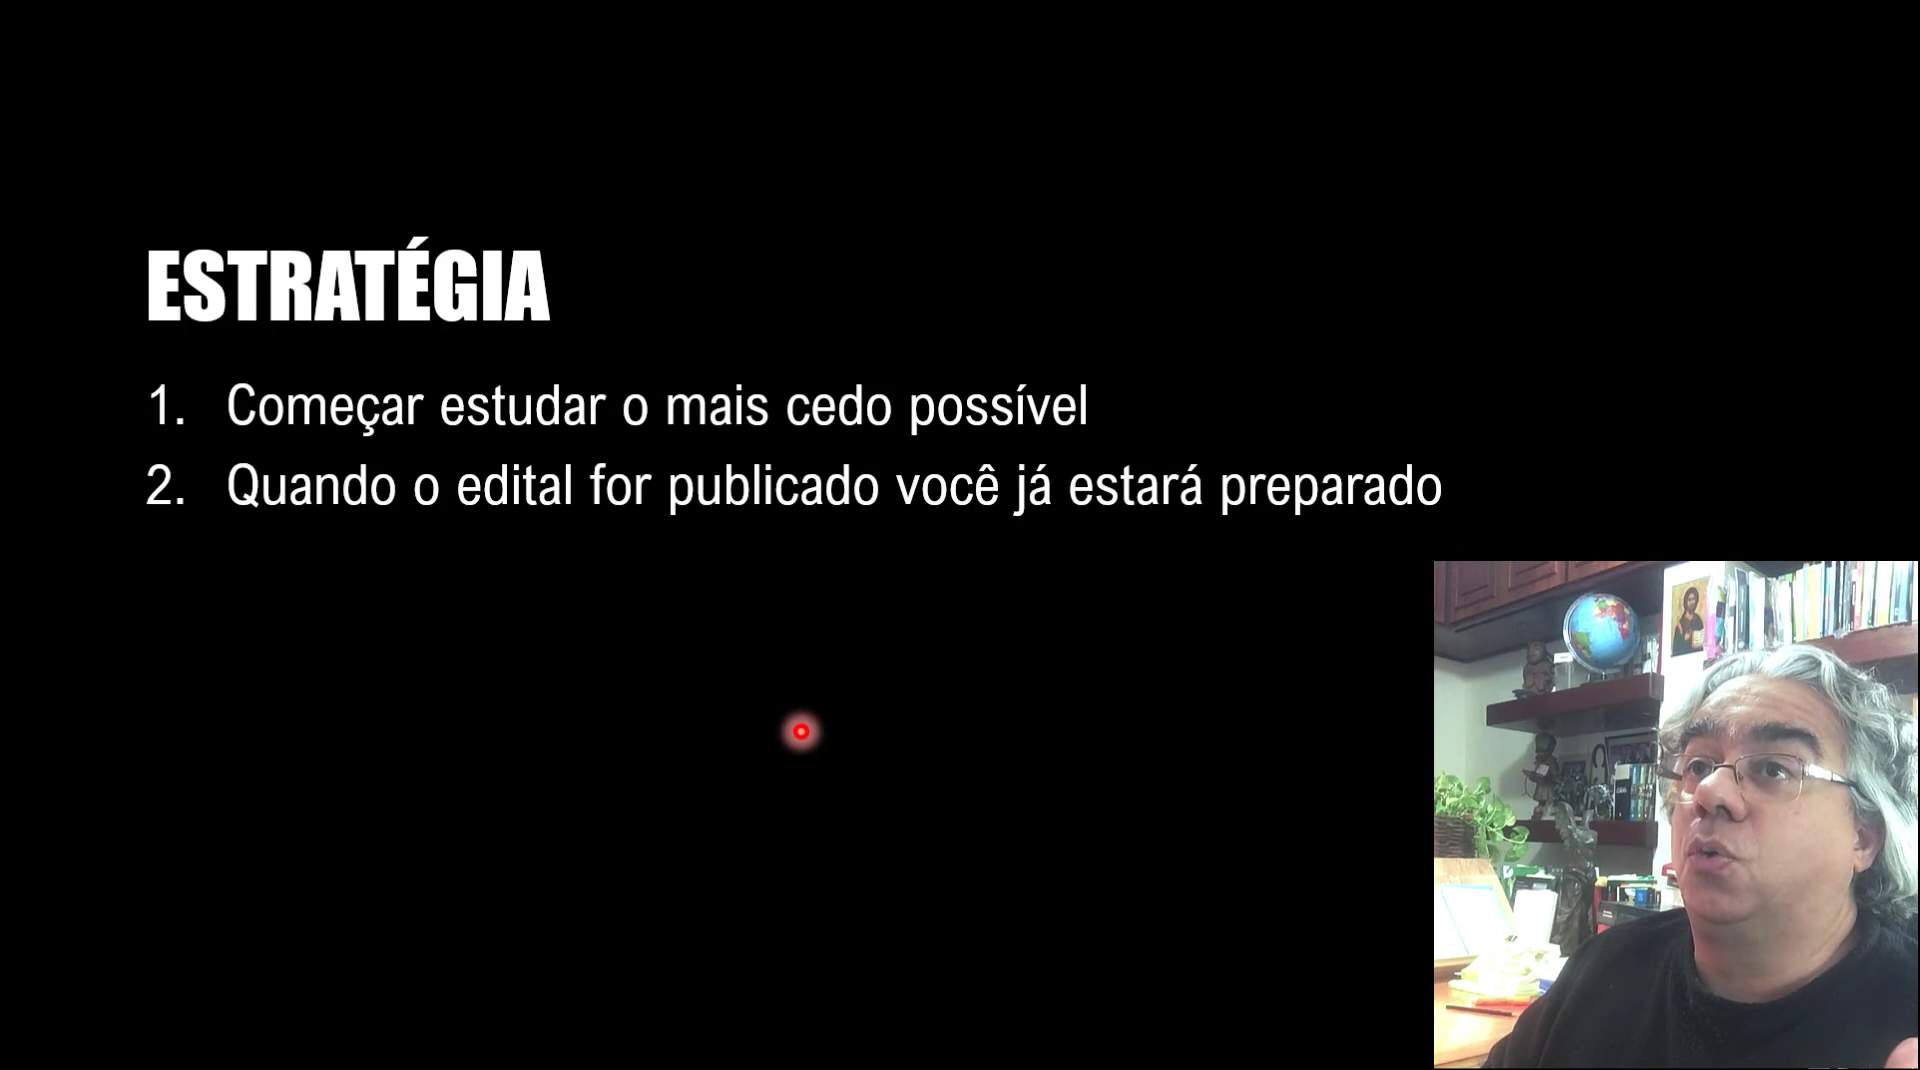 ESTRATÉGIA
1. Começar estudar o mais cedo possível
2. Quando o edital for publicado você já estará preparado